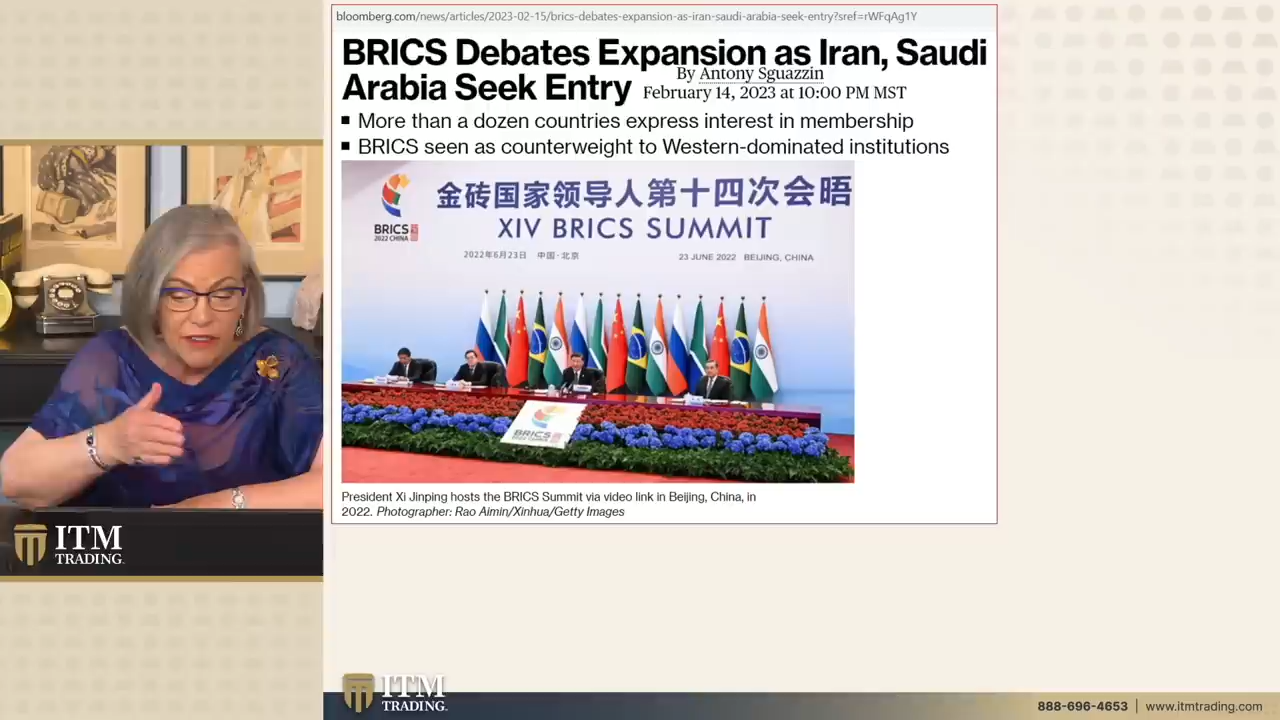 bloomberg.com/news/articles/2023-02-15/brics-debates-expansion-as-iran-saudi-arabia-seek-entry?sref=rWFqAg1Y
BRICS Debates Expansion as Iran, Saudi
Arabia Seek Entry
By Antony Sguazzin
February 14, 2023 at 10:00 PM MST
■ More than a dozen countries express interest in membership
■ BRICS seen as counterweight to Western-dominated institutions
金砖国家领导人第十四次会晤
XIV BRICS SUMMIT
BRICS
2022 CHINA
2022年6月23日 中国·北京
23 JUNE 2022 BEIJING, CHINA
BRICS
President Xi Jinping hosts the BRICS Summit via video link in Beijing, China, in
2022. Photographer: Rao Aimin/Xinhua/Getty Images
ITM
TRADING.
ITM
TRADING.
888-696-4653 | www.itmtrading.com